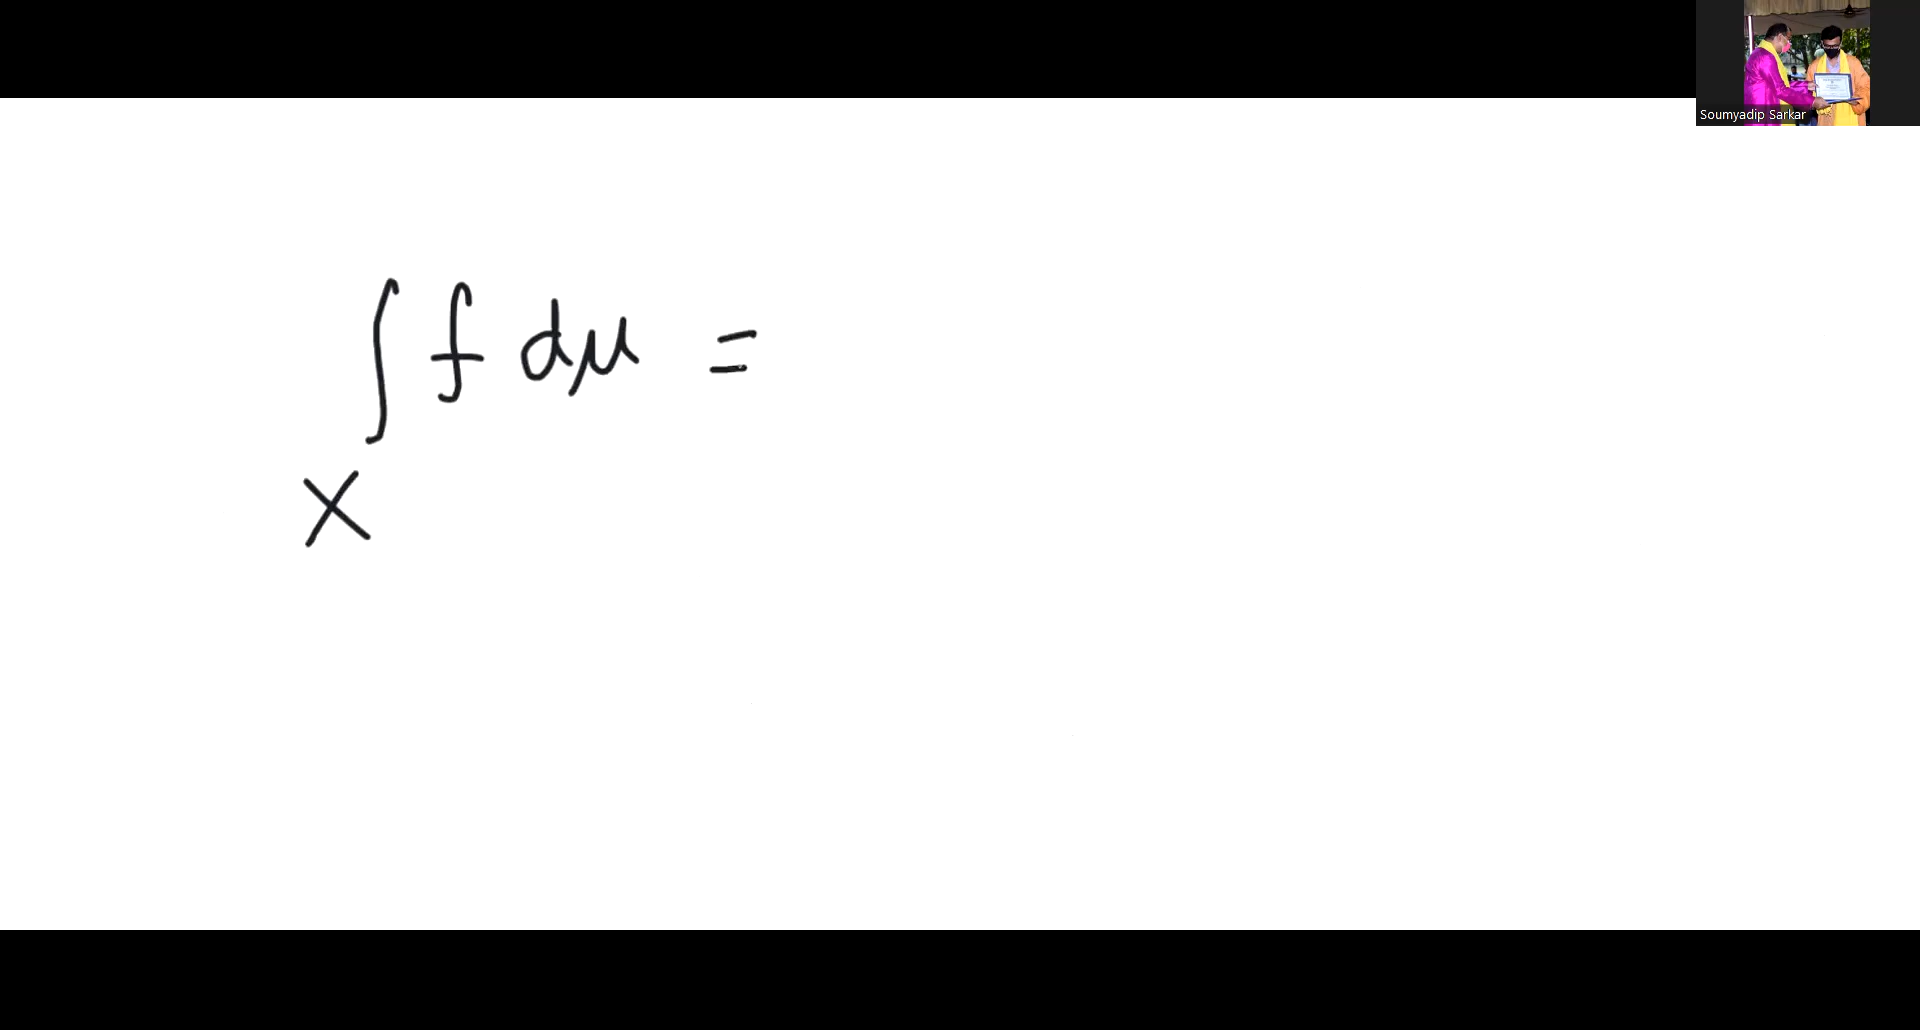 Soumyadip Sarkar
∫ f dμ =
X